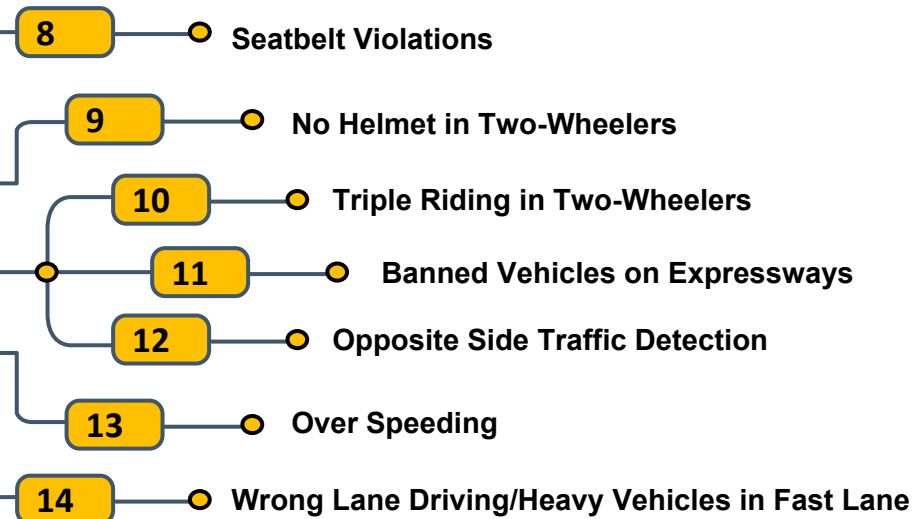 8 Seatbelt Violations
9 No Helmet in Two-Wheelers
10 Triple Riding in Two-Wheelers
11 Banned Vehicles on Expressways
12 Opposite Side Traffic Detection
13 Over Speeding
14 Wrong Lane Driving/Heavy Vehicles in Fast Lane